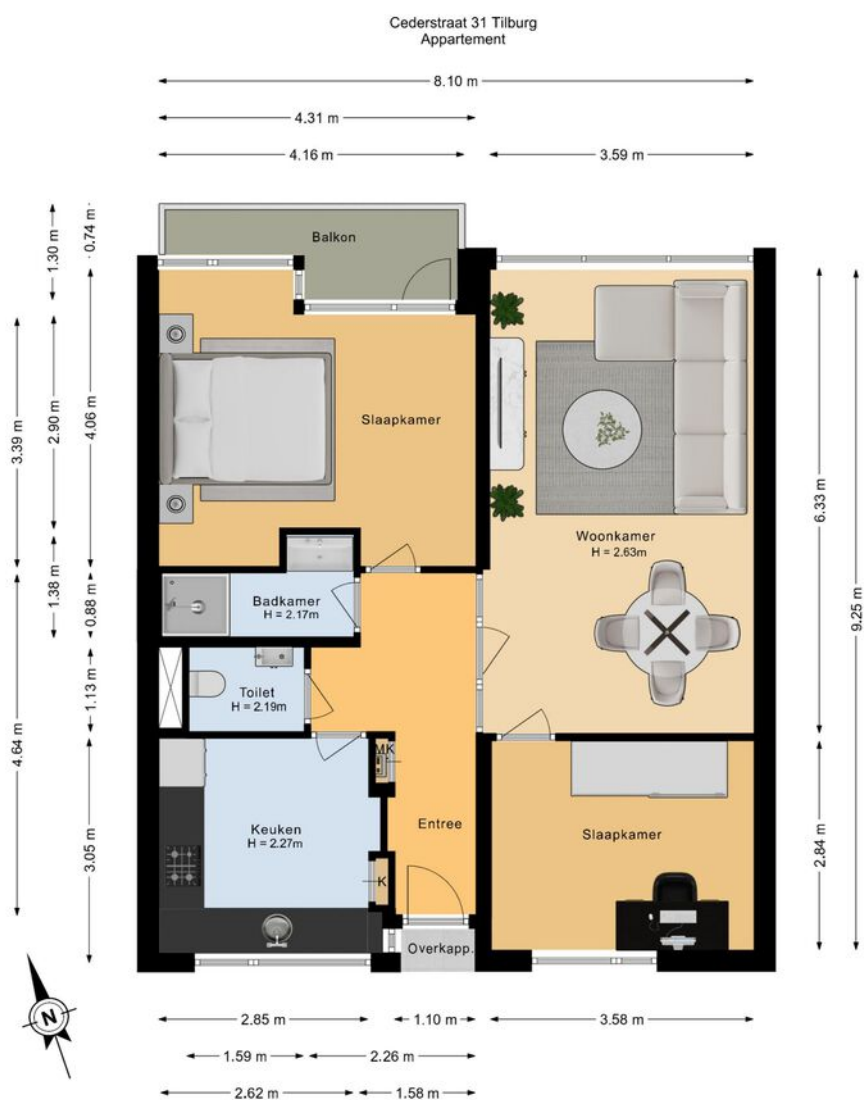 Cederstraat 31 Tilburg
Appartement
8.10 m
4.31 m
4.16 m
3.59 m
0.74 m
1.30 m
Balkon
4.06 m
2.90 m
3.39 m
Slaapkamer
6.33 m
Woonkamer
H = 2.63m
9.25 m
1.38 m
0.88 m
Badkamer
H = 2.17m
1.13 m
Toilet
H = 2.19m
4.64 m
MK
3.05 m
Keuken
H = 2.27m
Entree
Slaapkamer
2.84 m
K
Overkapp.
N
2.85 m
1.10 m
3.58 m
1.59 m
2.26 m
2.62 m
1.58 m